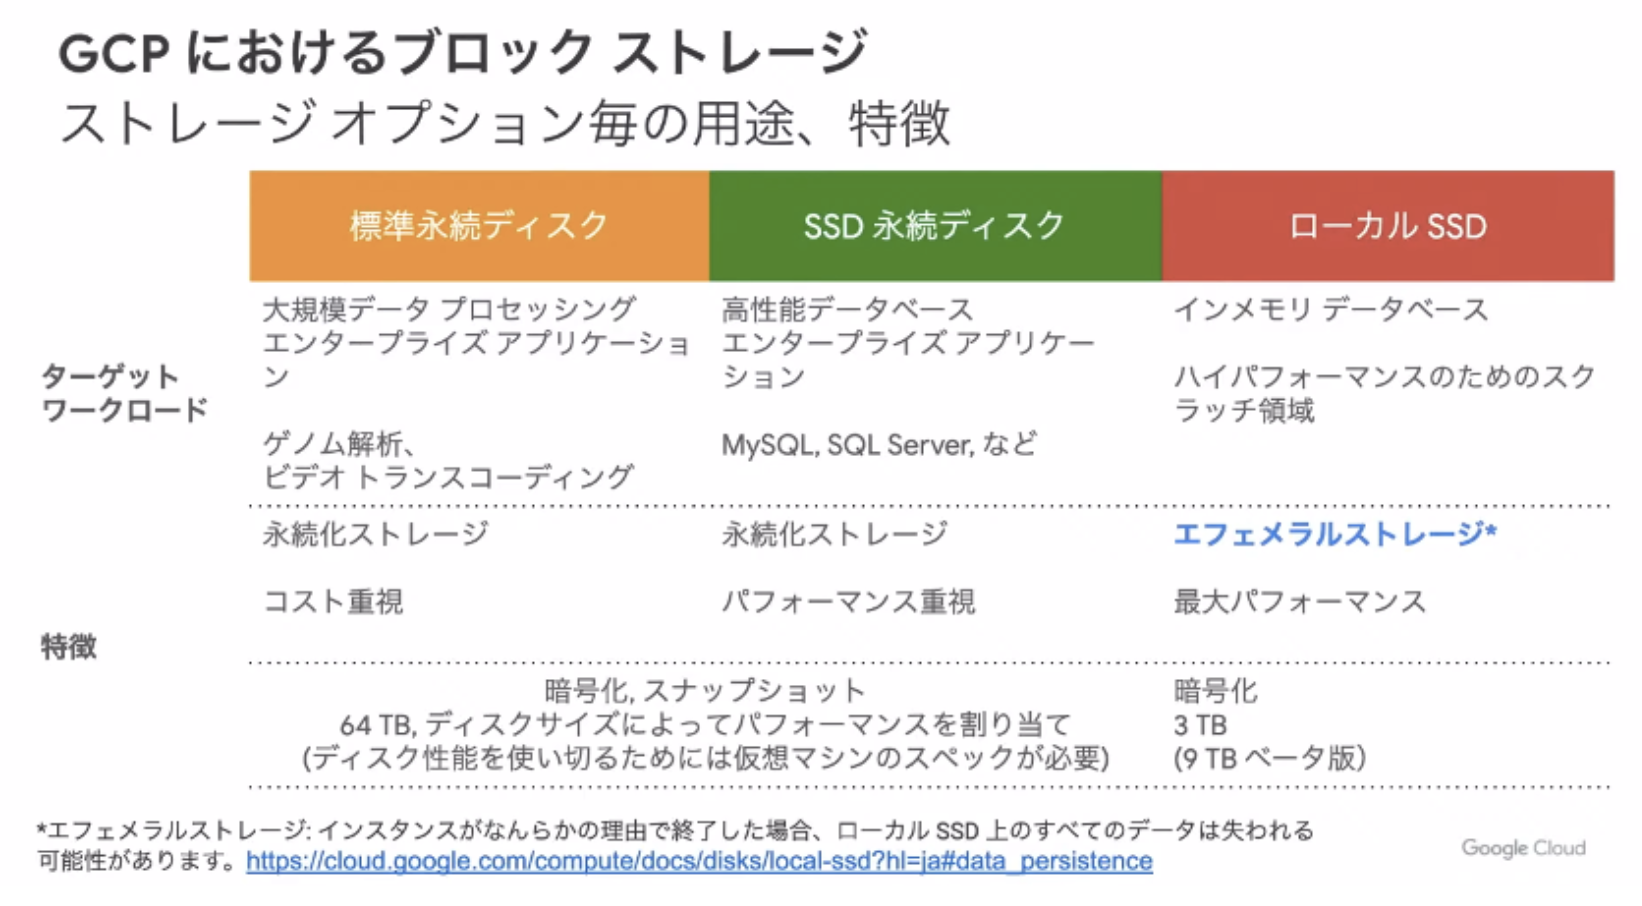 GCP におけるブロック ストレージ
ストレージ オプション毎の用途、特徴
標準永続ディスク
SSD 永続ディスク
ローカル SSD
ターゲット
ワークロード
大規模データ プロセッシング
エンタープライズ アプリケーショ
ン
ゲノム解析、
ビデオ トランスコーディング
高性能データベース
エンタープライズ アプリケー
ション
MySQL, SQL Server, など
インメモリ データベース
ハイパフォーマンスのためのスク
ラッチ領域
特徴
永続化ストレージ
コスト重視
永続化ストレージ
パフォーマンス重視
エフェメラルストレージ*
最大パフォーマンス
暗号化, スナップショット
64 TB, ディスクサイズによってパフォーマンスを割り当て
(ディスク性能を使い切るためには仮想マシンのスペックが必要)
暗号化
3 TB
(9 TB ベータ版）
*エフェメラルストレージ: インスタンスがなんらかの理由で終了した場合、ローカル SSD 上のすべてのデータは失われる
可能性があります。https://cloud.google.com/compute/docs/disks/local-ssd?hl=ja#data_persistence
Google Cloud